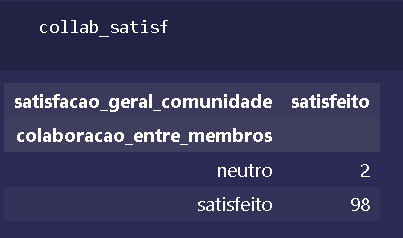 collab_satisf
satisfacao_geral_comunidade satisfeito
colaboracao_entre_membros
neutro 2
satisfeito 98